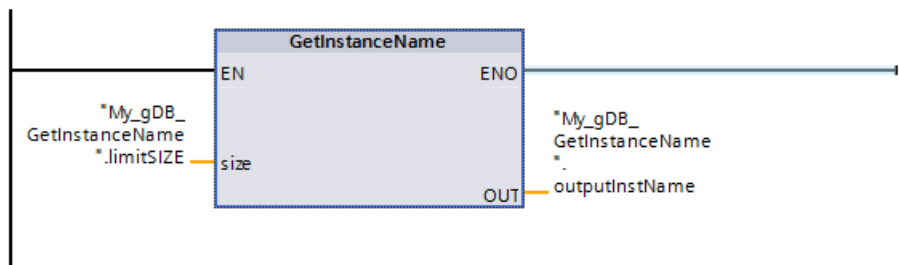 GetInstanceName
EN
ENO
"My_gDB_
GetInstanceName
".limitSIZE
size
"My_gDB_
GetInstanceName
".
outputInstName
OUT